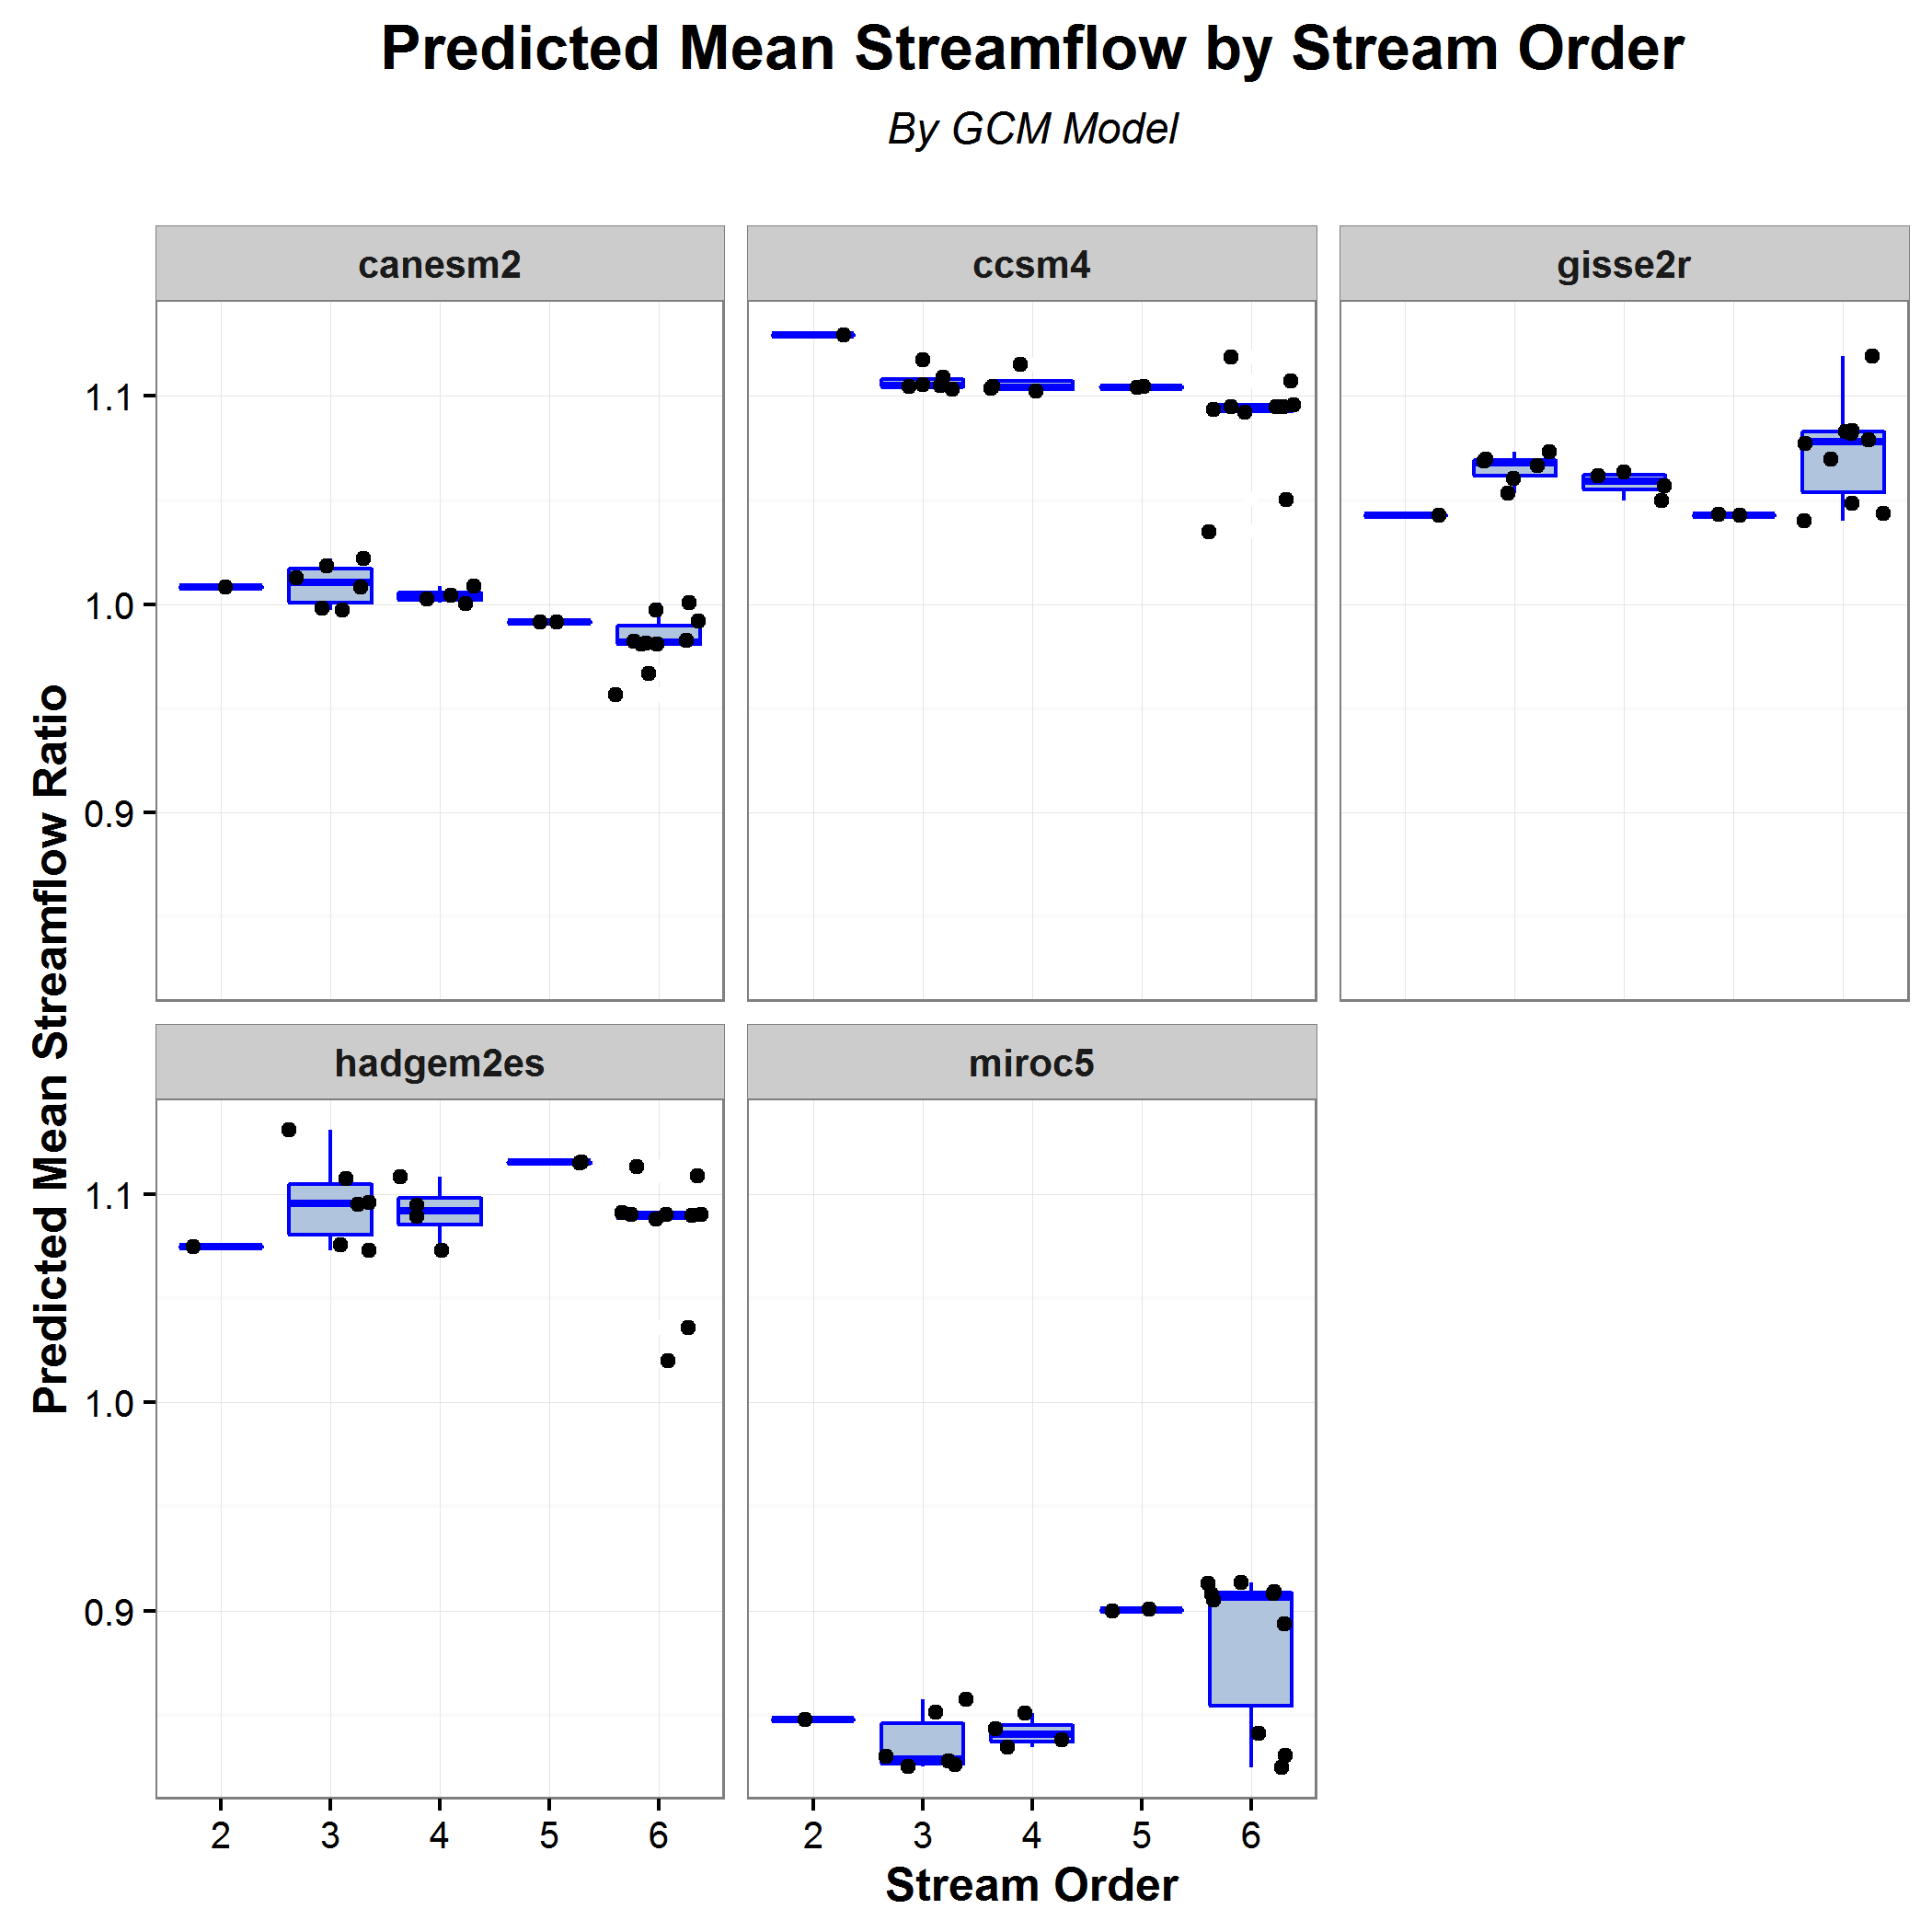 Predicted Mean Streamflow by Stream Order
By GCM Model
canesm2
ccsm4
gisse2r
1.1
1.0
0.9
Predicted Mean Streamflow Ratio
hadgem2es
miroc5
1.1
1.0
0.9
2 3 4 5 6
2 3 4 5 6
Stream Order